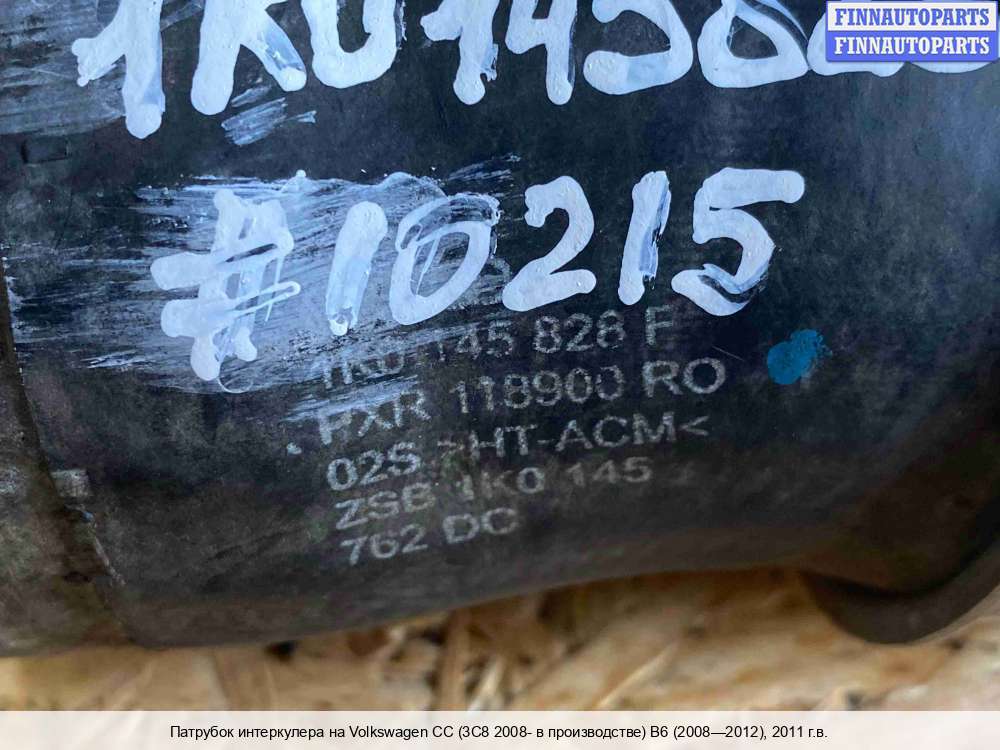 FINNAUTOPARTS
FINNAUTOPARTS
#10215
1K0 145 828 F
PXR 118900 RO
02S >HT-ACM<
ZSB 1K0 145
762 DC
Патрубок интеркулера на Volkswagen CC (3C8 2008- в производстве) B6 (2008—2012), 2011 г.в.